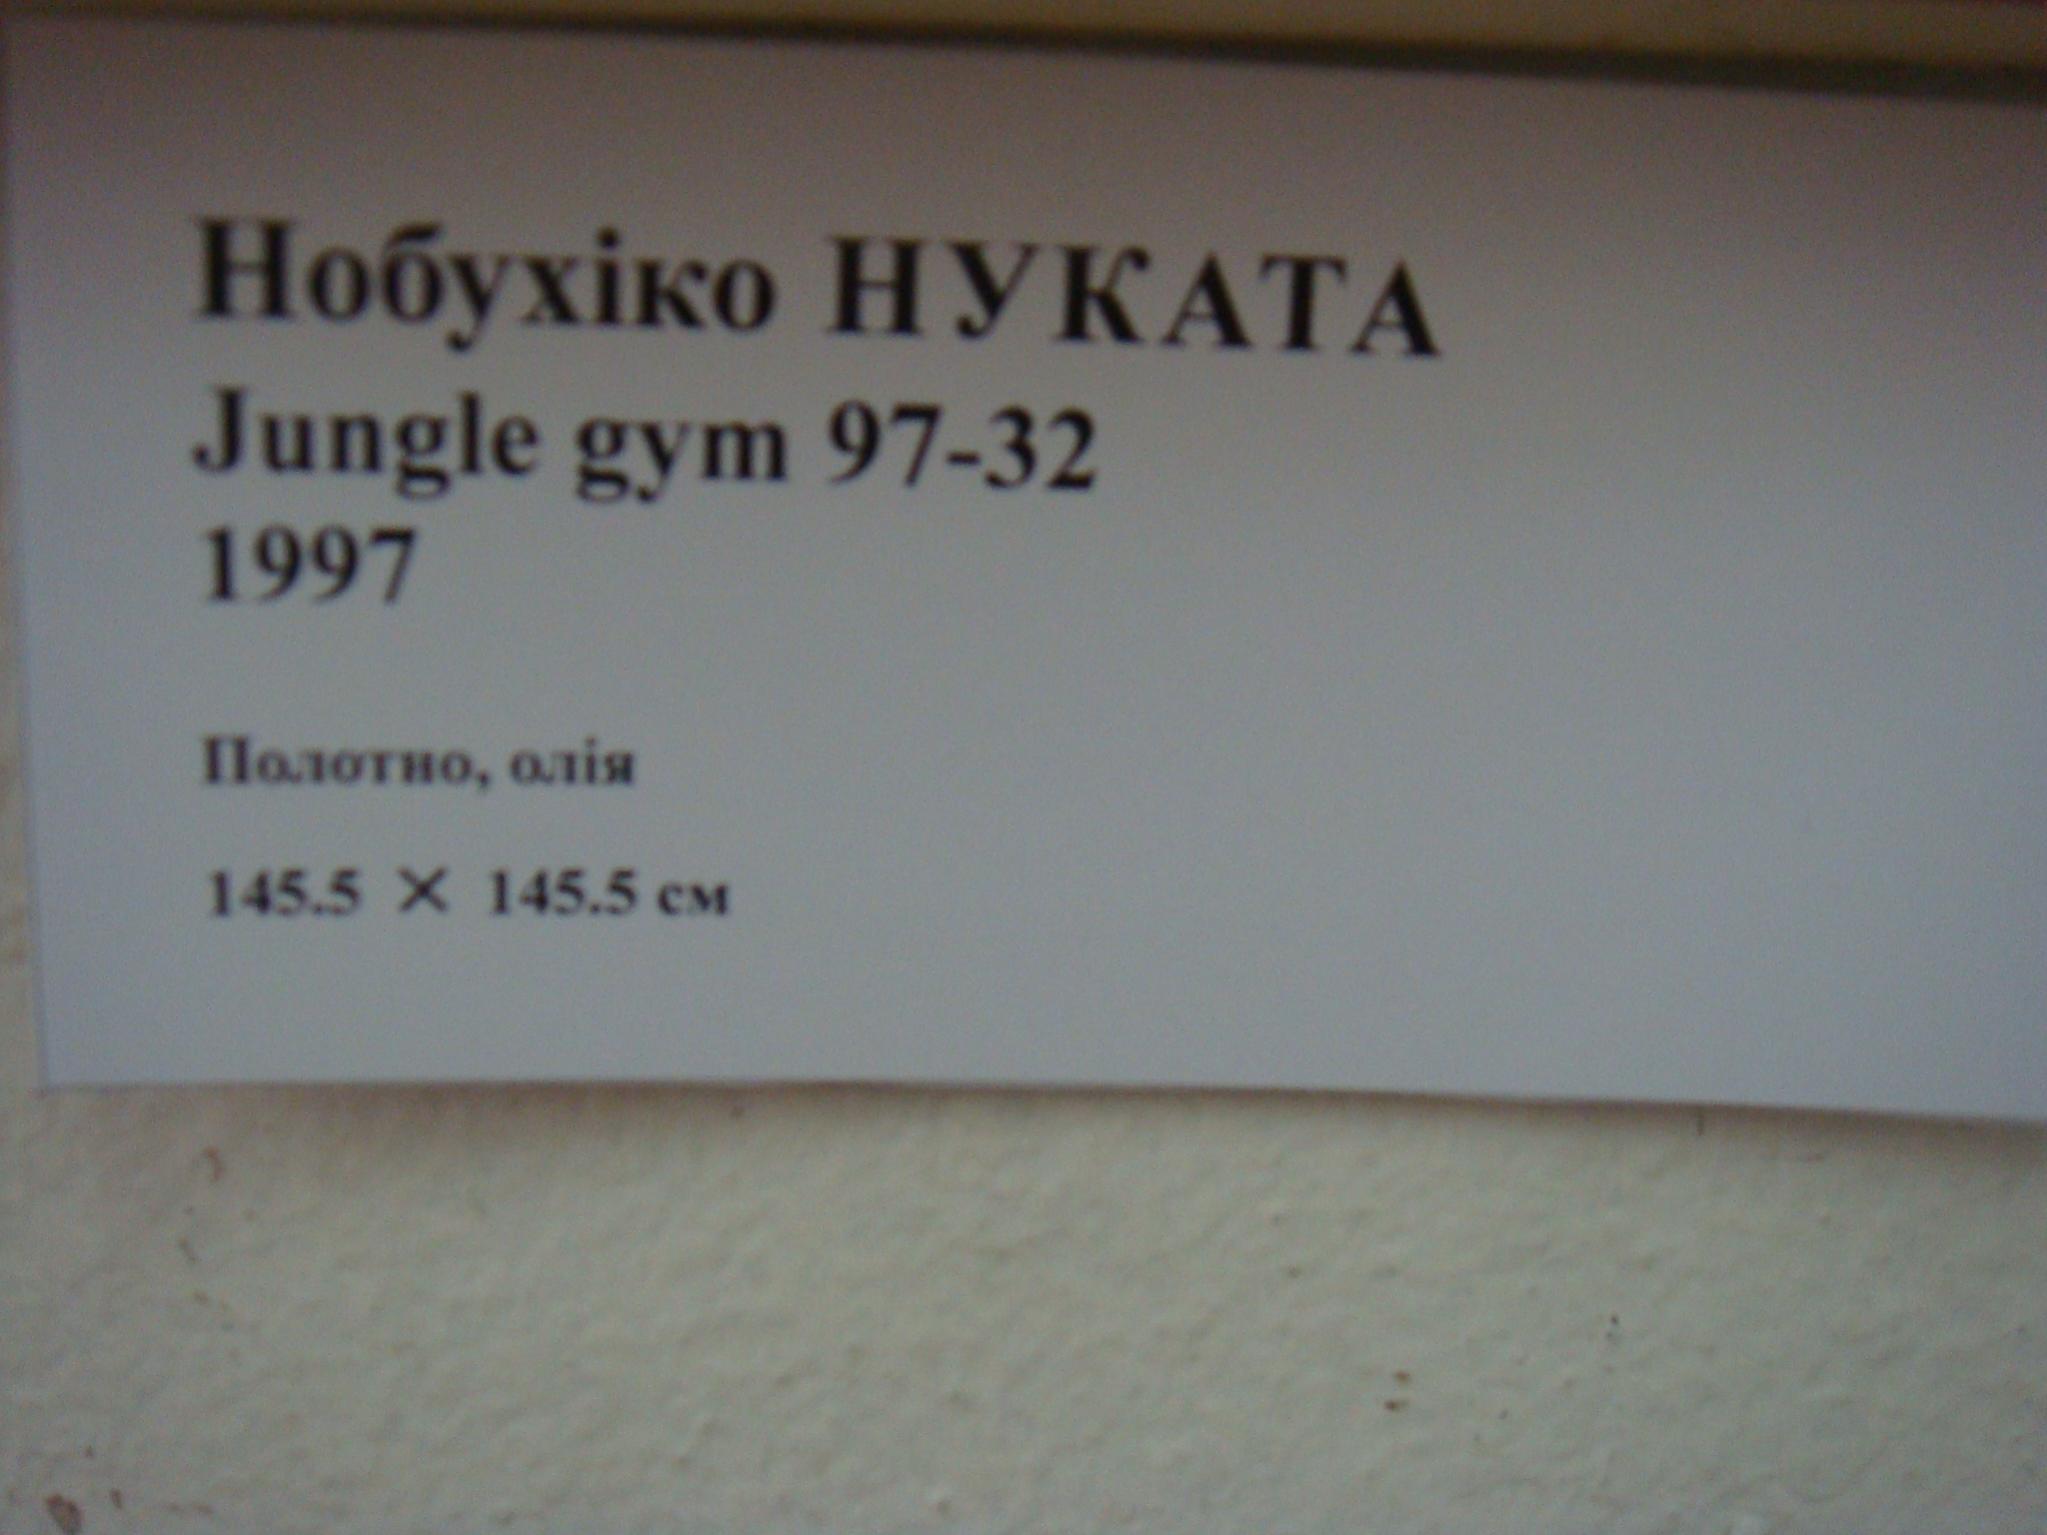 Нобухіко НУКАТА
Jungle gym 97-32
1997
Полотно, олія
145.5 × 145.5 см